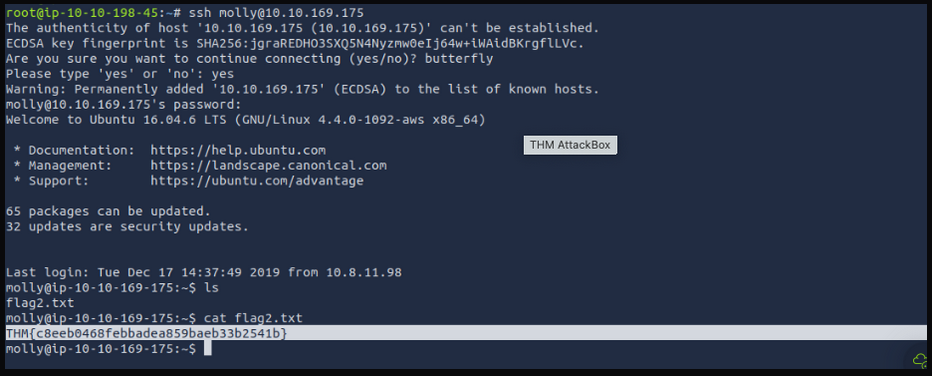 root@ip-10-10-198-45:~# ssh molly@10.10.169.175
The authenticity of host '10.10.169.175 (10.10.169.175)' can't be established.
ECDSA key fingerprint is SHA256:jgraREDHO3SXQ5N4Nyzmw0eIj64w+iWAidBKrgflLVc.
Are you sure you want to continue connecting (yes/no)? butterfly
Please type 'yes' or 'no': yes
Warning: Permanently added '10.10.169.175' (ECDSA) to the list of known hosts.
molly@10.10.169.175's password:
Welcome to Ubuntu 16.04.6 LTS (GNU/Linux 4.4.0-1092-aws x86_64)
THM AttackBox
* Documentation:  https://help.ubuntu.com
* Management:     https://landscape.canonical.com
* Support:        https://ubuntu.com/advantage
65 packages can be updated.
32 updates are security updates.
Last login: Tue Dec 17 14:37:49 2019 from 10.8.11.98
molly@ip-10-10-169-175:~$ ls
flag2.txt
molly@ip-10-10-169-175:~$ cat flag2.txt
THM{c8eeb0468febbadea859baeb33b2541b}
molly@ip-10-10-169-175:~$